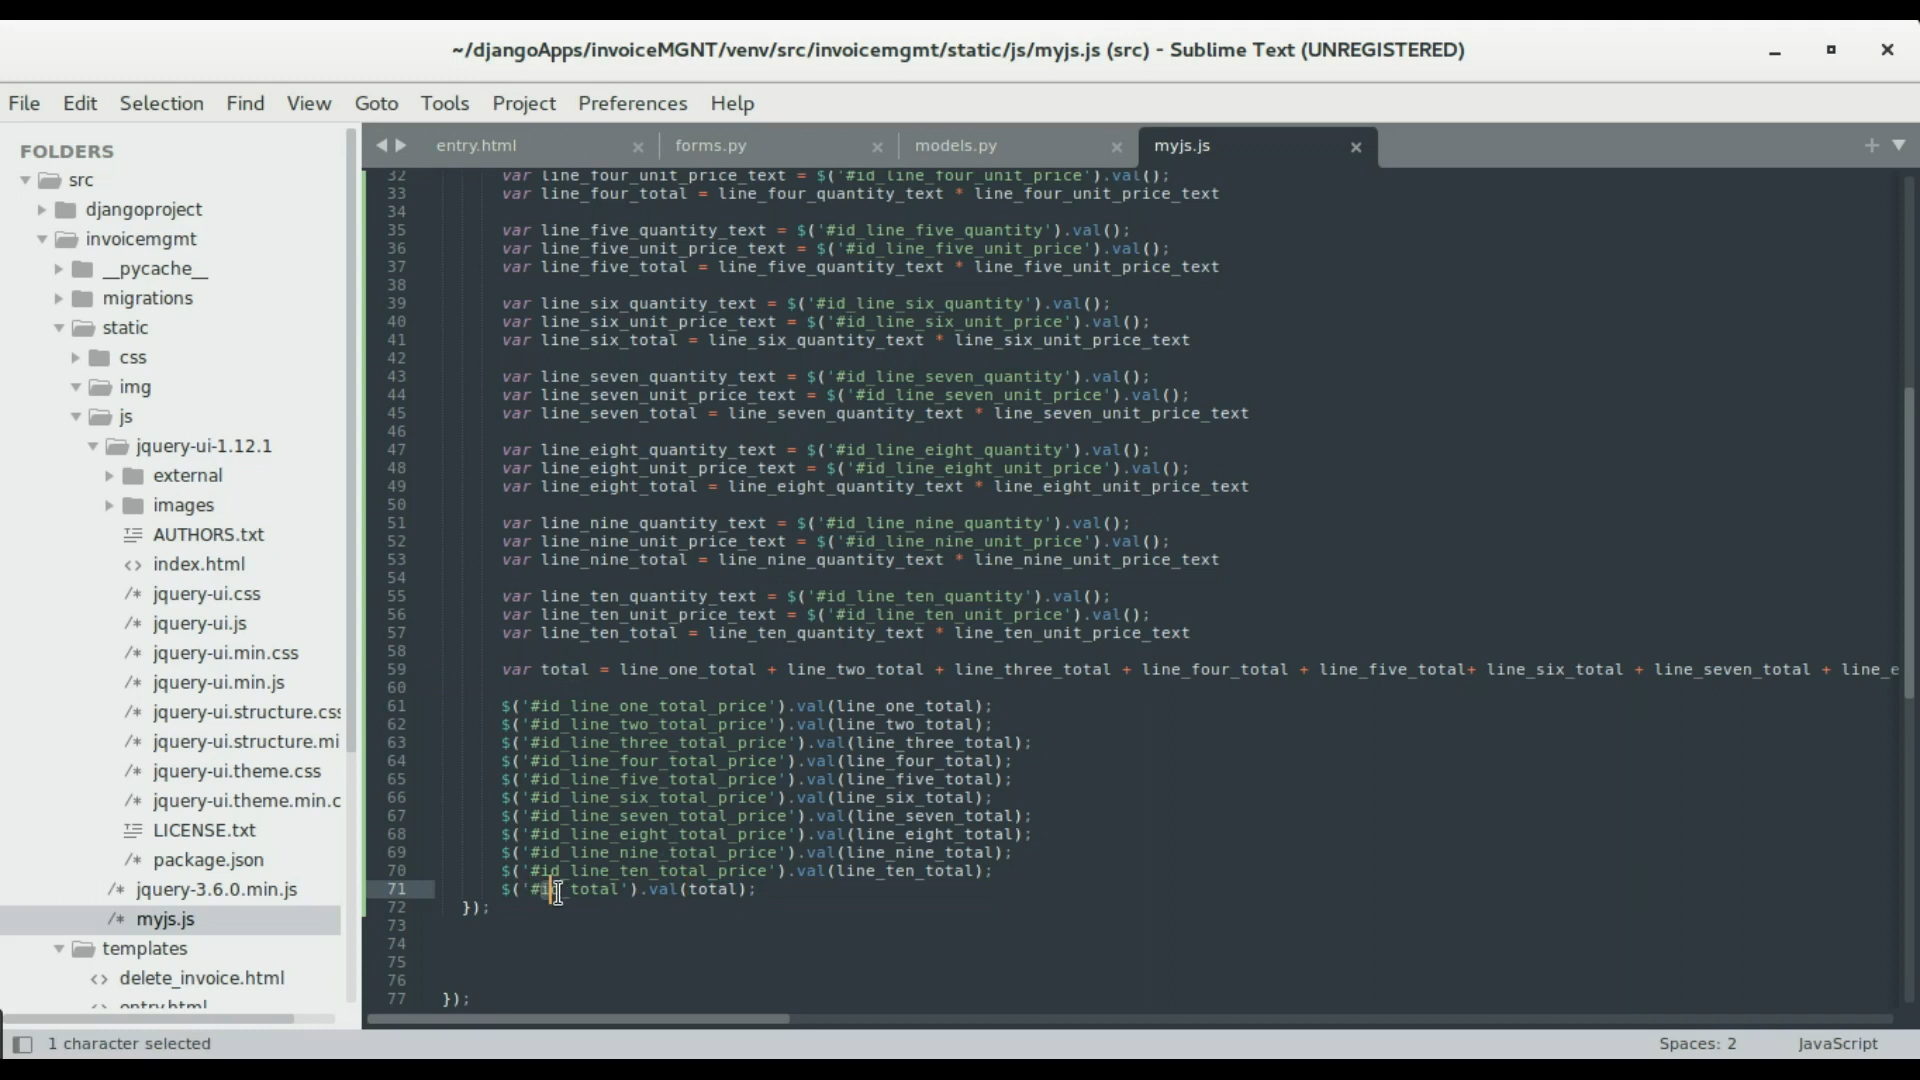 ~/djangoApps/invoiceMGNT/venv/src/invoicemgmt/static/js/myjs.js (src) - Sublime Text (UNREGISTERED)
File Edit Selection Find View Goto Tools Project Preferences Help
FOLDERS
src
djangoproject
invoicemgmt
__pycache__
migrations
static
css
img
js
jquery-ui-1.12.1
external
images
AUTHORS.txt
<> index.html
/* jquery-ui.css
/* jquery-ui.js
/* jquery-ui.min.css
/* jquery-ui.min.js
/* jquery-ui.structure.css
/* jquery-ui.structure.mi
/* jquery-ui.theme.css
/* jquery-ui.theme.min.c
LICENSE.txt
/* package.json
/* jquery-3.6.0.min.js
/* myjs.js
templates
<> delete_invoice.html
<> entry.html
entry.html forms.py models.py myjs.js
32 var line_four_unit_price_text = $('#id_line_four_unit_price').val();
33 var line_four_total = line_four_quantity_text * line_four_unit_price_text
34
35 var line_five_quantity_text = $('#id_line_five_quantity').val();
36 var line_five_unit_price_text = $('#id_line_five_unit_price').val();
37 var line_five_total = line_five_quantity_text * line_five_unit_price_text
38
39 var line_six_quantity_text = $('#id_line_six_quantity').val();
40 var line_six_unit_price_text = $('#id_line_six_unit_price').val();
41 var line_six_total = line_six_quantity_text * line_six_unit_price_text
42
43 var line_seven_quantity_text = $('#id_line_seven_quantity').val();
44 var line_seven_unit_price_text = $('#id_line_seven_unit_price').val();
45 var line_seven_total = line_seven_quantity_text * line_seven_unit_price_text
46
47 var line_eight_quantity_text = $('#id_line_eight_quantity').val();
48 var line_eight_unit_price_text = $('#id_line_eight_unit_price').val();
49 var line_eight_total = line_eight_quantity_text * line_eight_unit_price_text
50
51 var line_nine_quantity_text = $('#id_line_nine_quantity').val();
52 var line_nine_unit_price_text = $('#id_line_nine_unit_price').val();
53 var line_nine_total = line_nine_quantity_text * line_nine_unit_price_text
54
55 var line_ten_quantity_text = $('#id_line_ten_quantity').val();
56 var line_ten_unit_price_text = $('#id_line_ten_unit_price').val();
57 var line_ten_total = line_ten_quantity_text * line_ten_unit_price_text
58
59 var total = line_one_total + line_two_total + line_three_total + line_four_total + line_five_total+ line_six_total + line_seven_total + line_e
60
61 $('#id_line_one_total_price').val(line_one_total);
62 $('#id_line_two_total_price').val(line_two_total);
63 $('#id_line_three_total_price').val(line_three_total);
64 $('#id_line_four_total_price').val(line_four_total);
65 $('#id_line_five_total_price').val(line_five_total);
66 $('#id_line_six_total_price').val(line_six_total);
67 $('#id_line_seven_total_price').val(line_seven_total);
68 $('#id_line_eight_total_price').val(line_eight_total);
69 $('#id_line_nine_total_price').val(line_nine_total);
70 $('#id_line_ten_total_price').val(line_ten_total);
71 $('#id_total').val(total);
72 });
73
74
75
76
77 });
1 character selected Spaces: 2 JavaScript